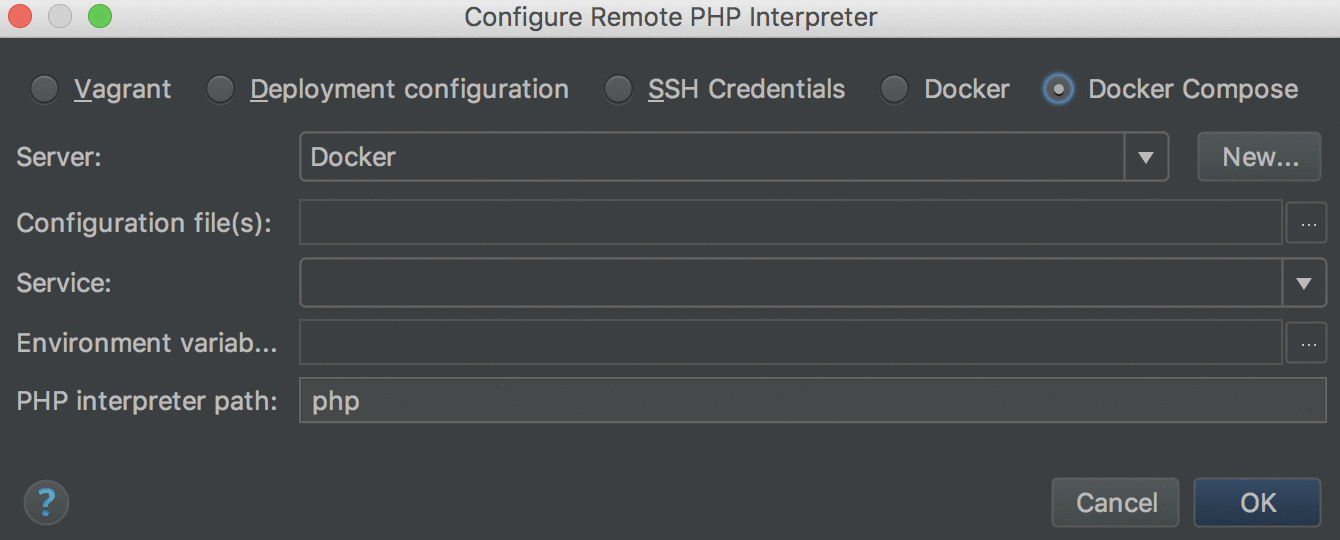 Configure Remote PHP Interpreter
Vagrant Deployment configuration SSH Credentials Docker Docker Compose
Server: Docker New...
Configuration file(s): ...
Service:
Environment variab... ...
PHP interpreter path: php
? Cancel OK